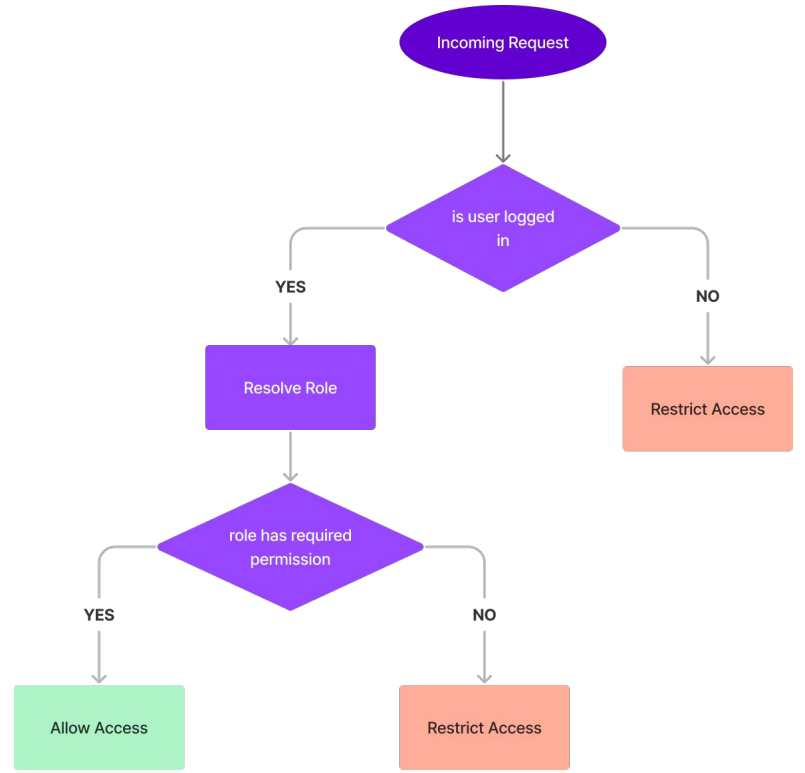 Incoming Request
is user logged
in
YES
NO
Resolve Role
Restrict Access
role has required
permission
YES
NO
Allow Access
Restrict Access